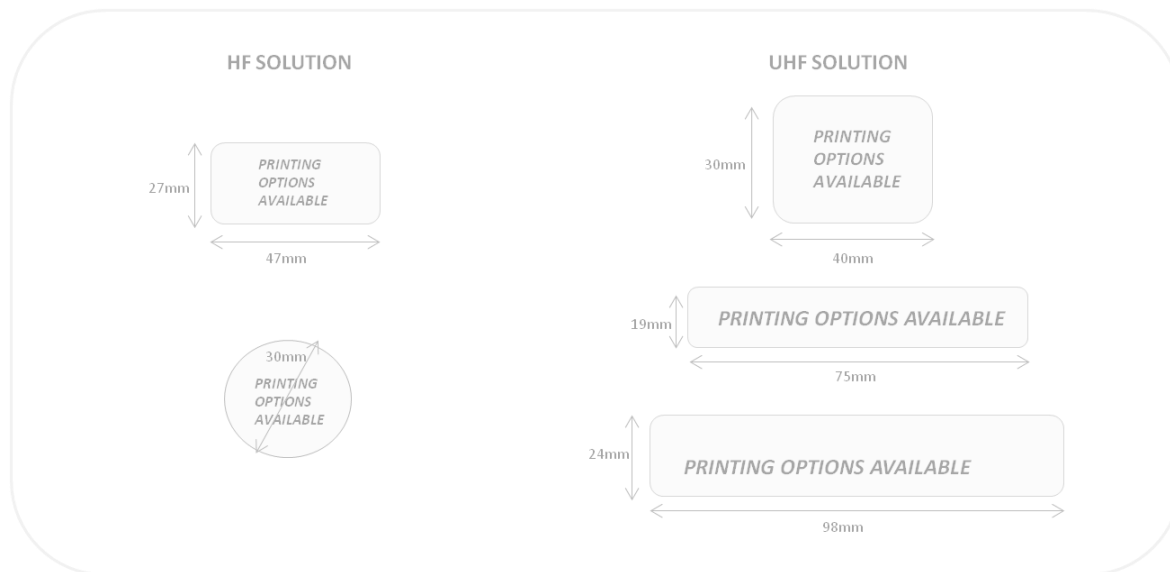 HF SOLUTION
27mm
PRINTING
OPTIONS
AVAILABLE
47mm
30mm
PRINTING
OPTIONS
AVAILABLE
UHF SOLUTION
30mm
PRINTING
OPTIONS
AVAILABLE
40mm
19mm
PRINTING OPTIONS AVAILABLE
75mm
24mm
PRINTING OPTIONS AVAILABLE
98mm